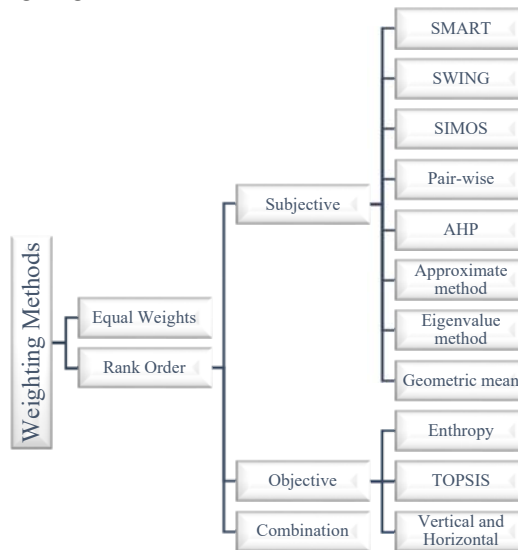 Weighting Methods
Equal Weights
Rank Order
Subjective
Objective
Combination
SMART
SWING
SIMOS
Pair-wise
AHP
Approximate
method
Eigenvalue
method
Geometric mean
Enthropy
TOPSIS
Vertical and
Horizontal